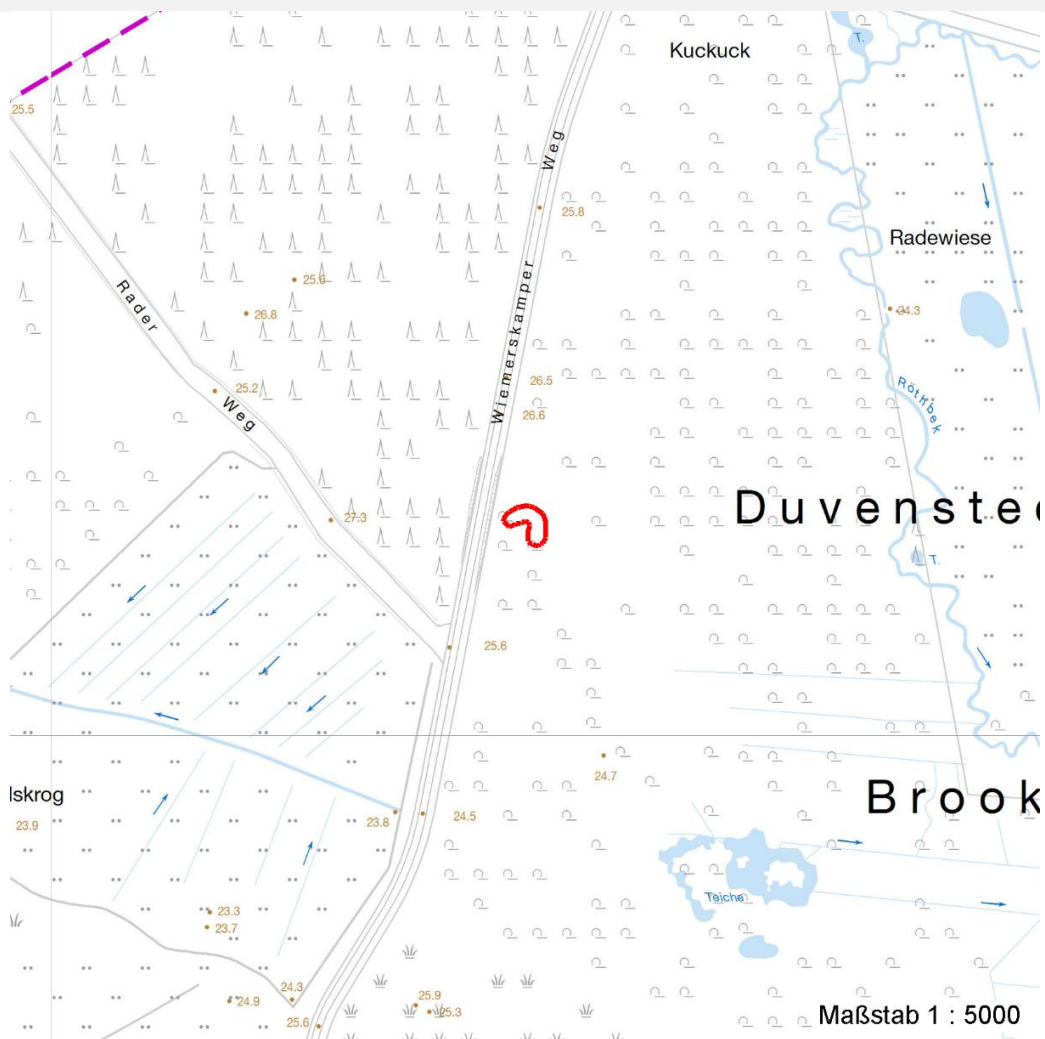 T.
Kuckuck
25.5
Weg
25.8
Radewiese
25.6
Rader
26.8
34.3
Wiemerskamper
26.5
25.2
Röthbek
Weg
26.6
27.3
Duvenstee
T.
25.6
24.7
lskrog
Brook
23.9
23.8
24.5
Teiche
23.3
23.7
24.3
24.9
25.9
25.3
25.6
Maßstab 1 : 5000